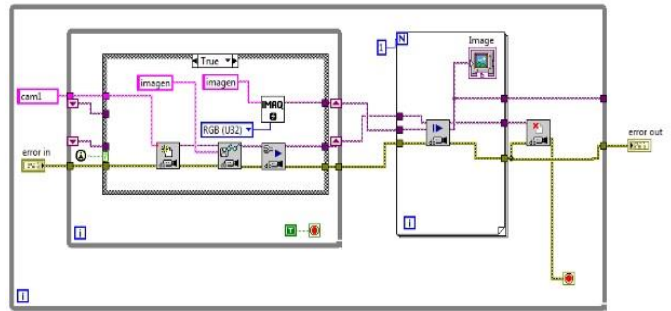 True
Image
N
1
cam1
imagen
imagen
IMAQ
RGB (U32)
error in
error out
i
T
i
i